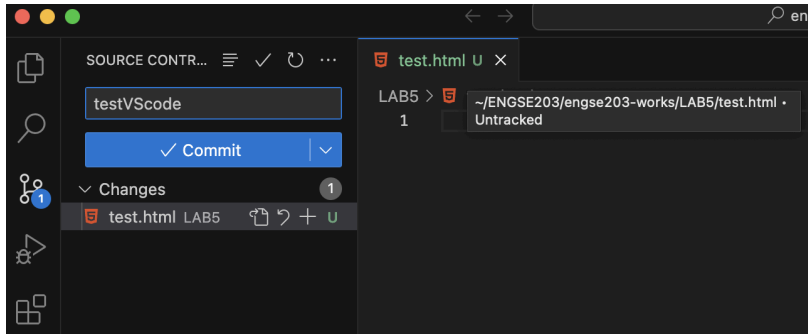 en
SOURCE CONTR...
test.html U
testVScode
LAB5 >
~/ENGSE203/engse203-works/LAB5/test.html •
Untracked
1
Commit
1
Changes 1
test.html LAB5 U